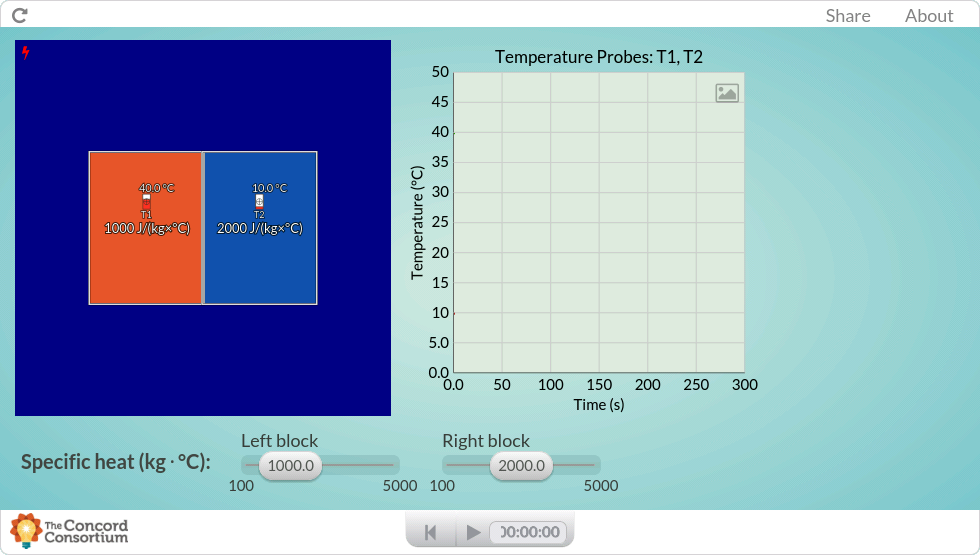 Share About
Temperature Probes: T1, T2
50
45
40
35
30
25
20
15
10
5.0
0.0
Temperature (°C)
0.0 50 100 150 200 250 300
Time (s)
40.0 °C 10.0 °C
T1 T2
1000 J/(kg×°C) 2000 J/(kg×°C)
Left block Right block
Specific heat (kg · °C): 1000.0 2000.0
100 5000 100 5000
The Concord
Consortium
00:00:00